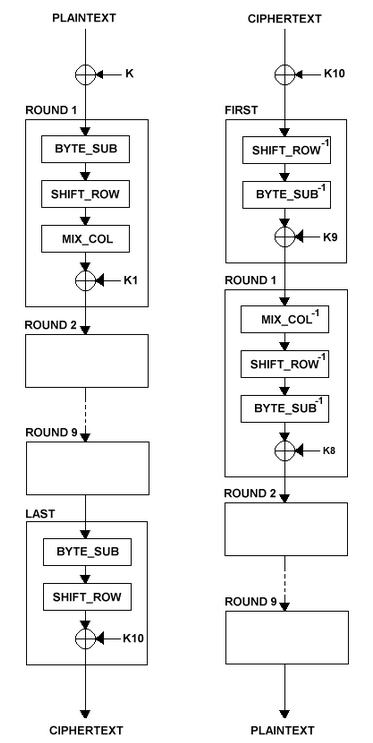 PLAINTEXT
K
ROUND 1
BYTE_SUB
SHIFT_ROW
MIX_COL
K1
ROUND 2
ROUND 9
LAST
BYTE_SUB
SHIFT_ROW
K10
CIPHERTEXT
CIPHERTEXT
K10
FIRST
SHIFT_ROW-1
BYTE_SUB-1
K9
ROUND 1
MIX_COL-1
SHIFT_ROW-1
BYTE_SUB-1
K8
ROUND 2
ROUND 9
PLAINTEXT